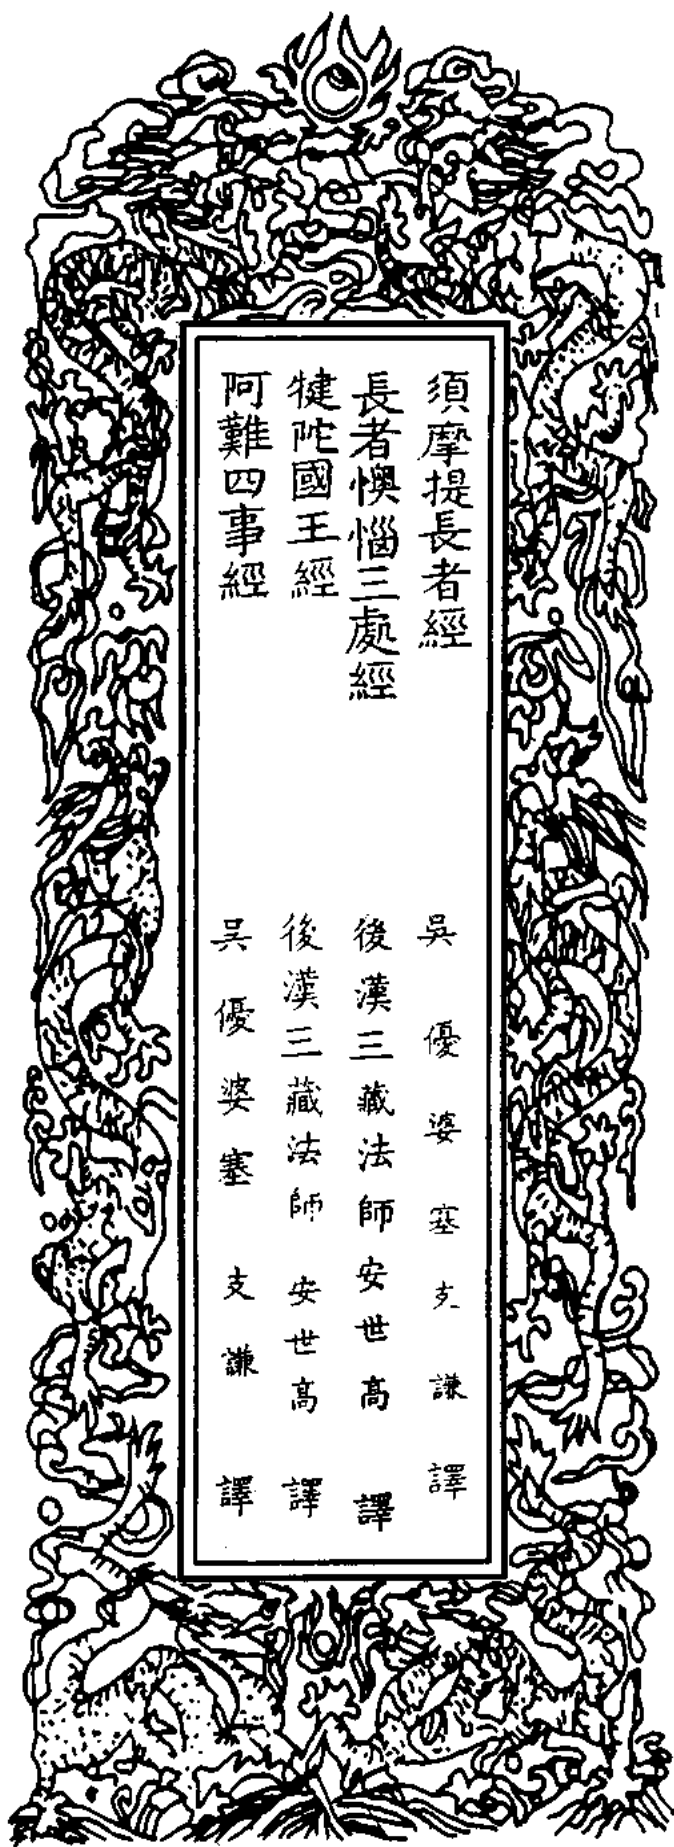 須摩提長者經 吳優婆塞支謙譯
長者懊惱三處經 後漢三藏法師安世高譯
犍陀國王經 後漢三藏法師安世高譯
阿難四事經 吳優婆塞支謙譯